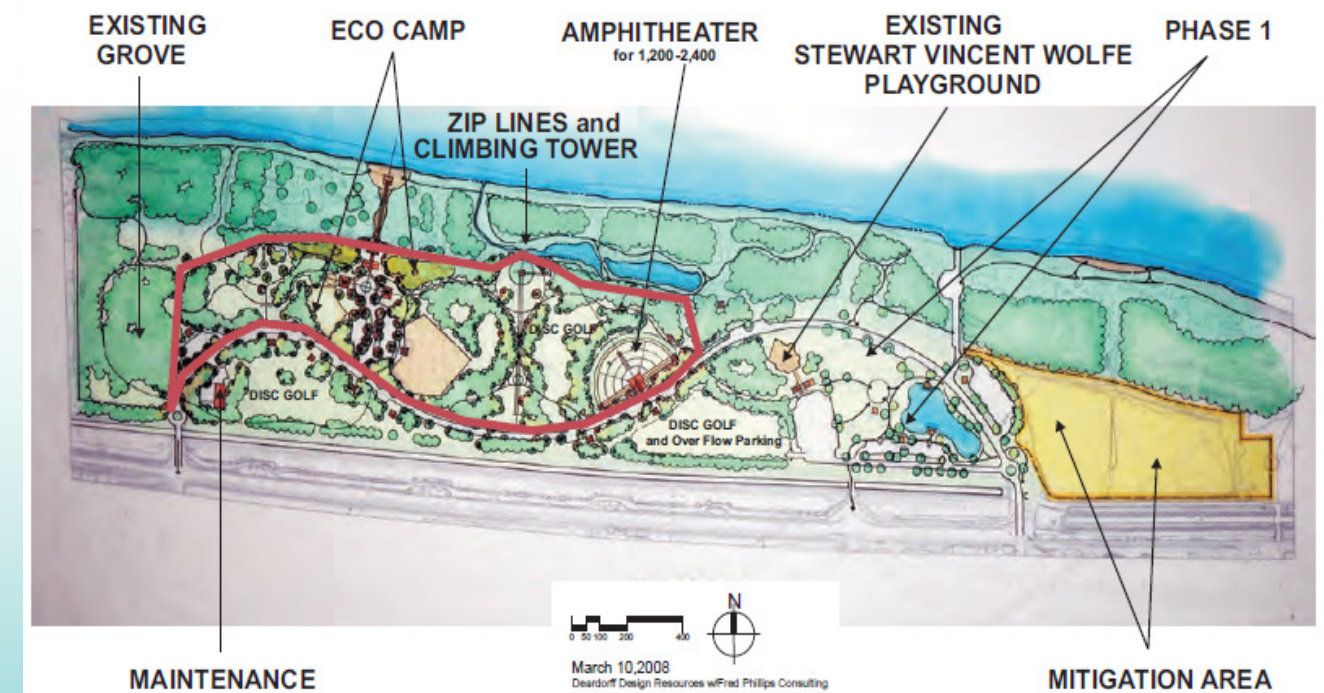 EXISTING
GROVE
ECO CAMP
AMPHITHEATER
for 1,200-2,400
EXISTING
STEWART VINCENT WOLFE
PLAYGROUND
PHASE 1
ZIP LINES and
CLIMBING TOWER
DISC GOLF
DISC GOLF
DISC GOLF
and Over Flow Parking
N
0 50 100 200 400
March 10,2008
Deardorff Design Resources w/Fred Phillips Consulting
MAINTENANCE
MITIGATION AREA